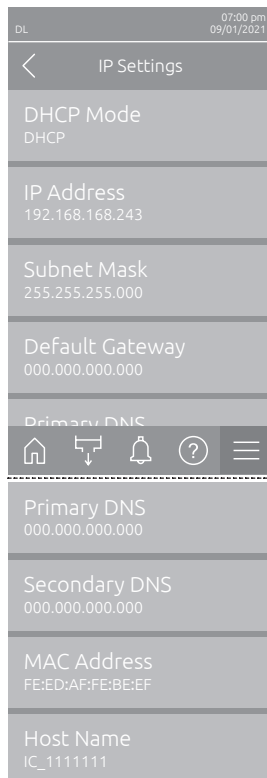 07:00 pm
DL
09/01/2021
IP Settings
DHCP Mode
DHCP
IP Address
192.168.168.243
Subnet Mask
255.255.255.000
Default Gateway
000.000.000.000
Primary DNS
?
Primary DNS
000.000.000.000
Secondary DNS
000.000.000.000
MAC Address
FE:ED:AF:FE:BE:EF
Host Name
IC_1111111